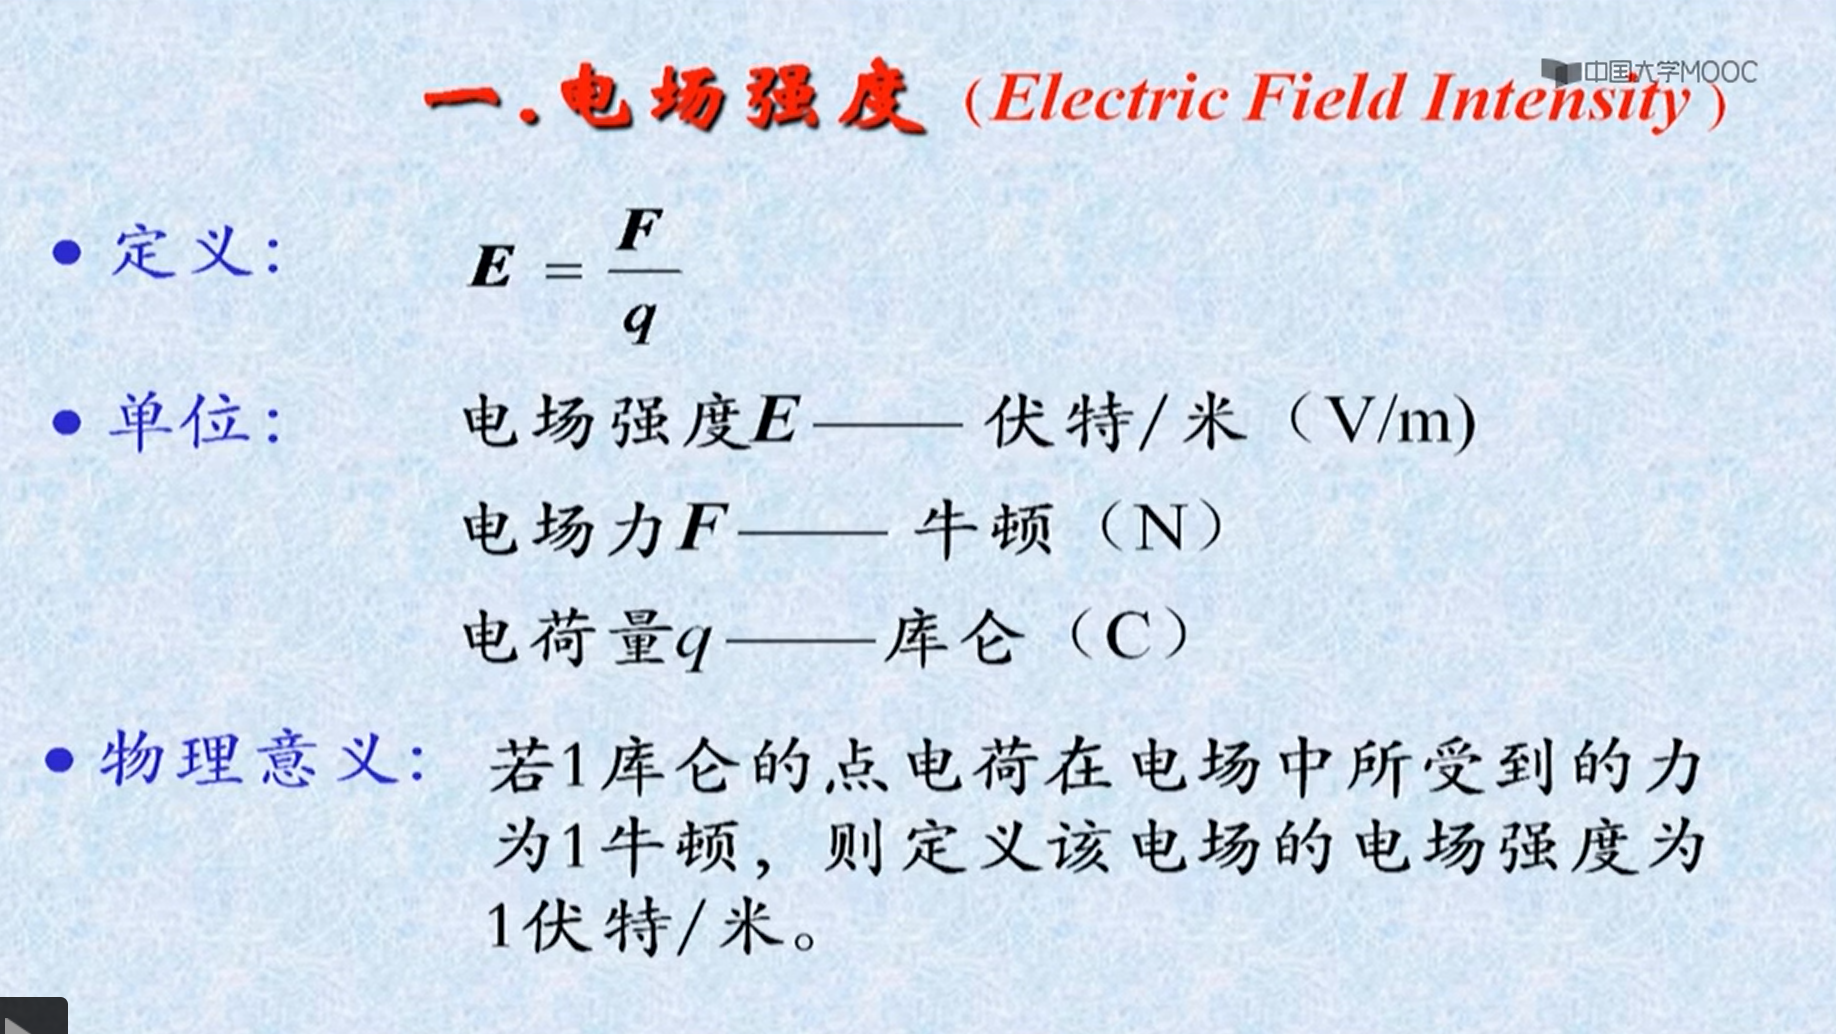 中国大学MOOC
一.电场强度（Electric Field Intensity）
• 定义：
E = F/q
• 单位： 电场强度E —— 伏特/米（V/m)
电场力F —— 牛顿（N）
电荷量q —— 库仑（C）
• 物理意义： 若1库仑的点电荷在电场中所受到的力
为1牛顿，则定义该电场的电场强度为
1伏特/米。